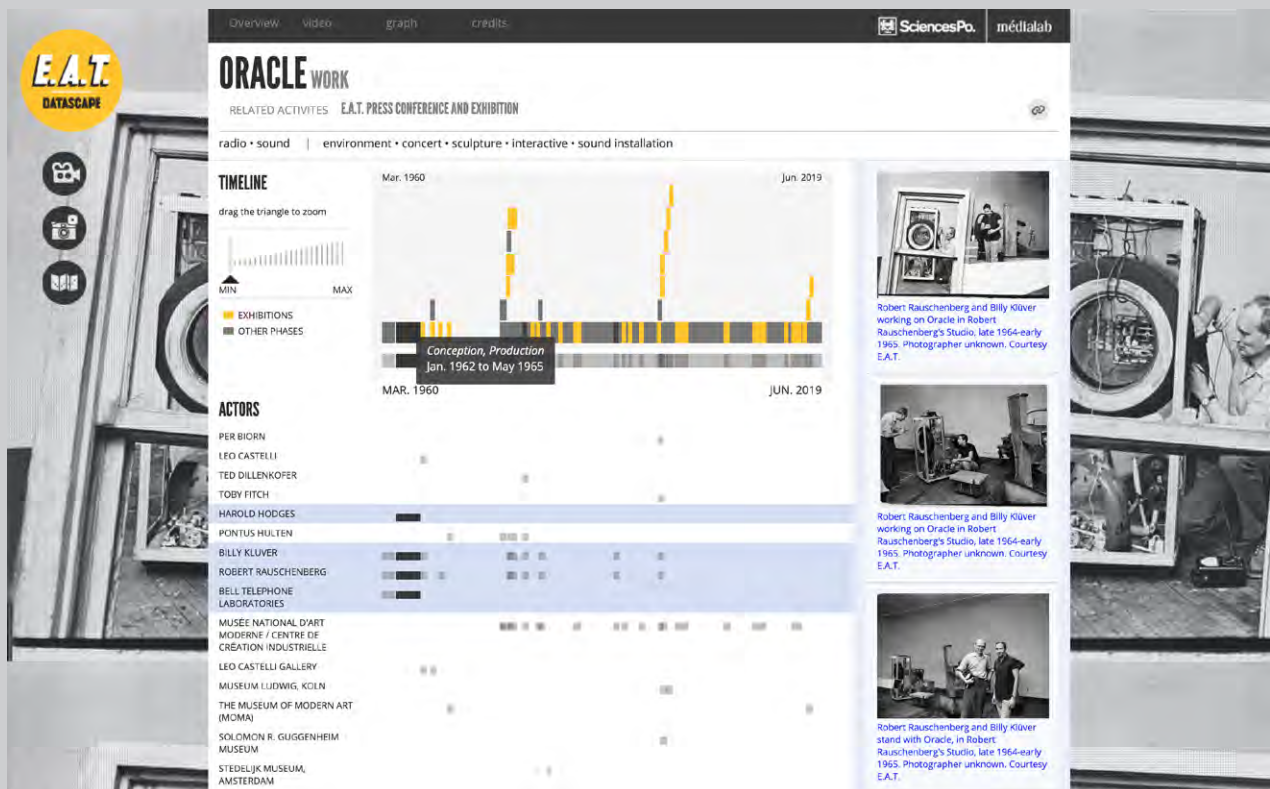 Overview video graph credits
SciencesPo. médialab
E.A.T.
DATASCAPE
ORACLE WORK
RELATED ACTIVITES E.A.T. PRESS CONFERENCE AND EXHIBITION
radio • sound | environment • concert • sculpture • interactive • sound installation
TIMELINE
drag the triangle to zoom
MIN MAX
EXHIBITIONS
OTHER PHASES
Mar. 1960 Jun. 2019
Conception, Production
Jan. 1962 to May 1965
MAR. 1960 JUN. 2019
ACTORS
PER BIORN
LEO CASTELLI
TED DILLENKOFER
TOBY FITCH
HAROLD HODGES
PONTUS HULTEN
BILLY KLUVER
ROBERT RAUSCHENBERG
BELL TELEPHONE
LABORATORIES
MUSÉE NATIONAL D'ART
MODERNE / CENTRE DE
CRÉATION INDUSTRIELLE
LEO CASTELLI GALLERY
MUSEUM LUDWIG, KOLN
THE MUSEUM OF MODERN ART
(MOMA)
SOLOMON R. GUGGENHEIM
MUSEUM
STEDELIJK MUSEUM,
AMSTERDAM
Robert Rauschenberg and Billy Klüver
working on Oracle in Robert
Rauschenberg's Studio, late 1964-early
1965. Photographer unknown. Courtesy
E.A.T.
Robert Rauschenberg and Billy Klüver
working on Oracle in Robert
Rauschenberg's Studio, late 1964-early
1965. Photographer unknown. Courtesy
E.A.T.
Robert Rauschenberg and Billy Klüver
stand with Oracle, in Robert
Rauschenberg's Studio, late 1964-early
1965. Photographer unknown. Courtesy
E.A.T.